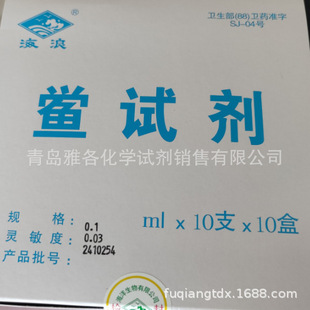 卫生部(88)卫药准字
SJ-04号
®
海浪
鲎试剂
青岛雅各化学试剂销售有限公司
规格: 0.1 ml x 10支 x 10盒
灵敏度: 0.03
产品批号: 2410254
fuqiangtdx.1688.com